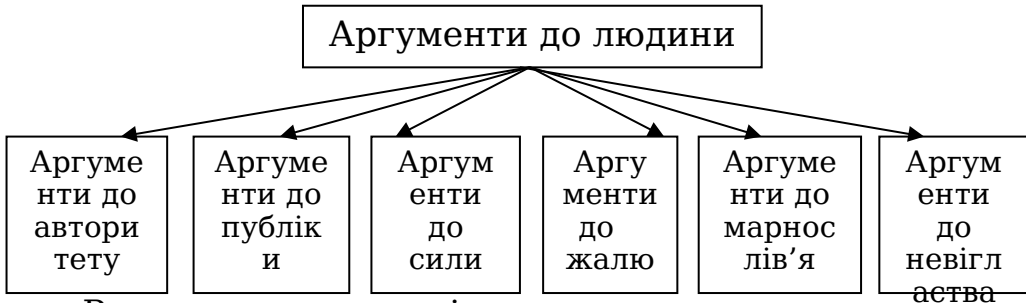 Аргументи до людини
Аргуме
нти до
автори
тету
Аргуме
нти до
публік
и
Аргум
енти
до
сили
Аргу
менти
до
жалю
Аргуме
нти до
марнос
лів’я
Аргум
енти
до
невігл
аства